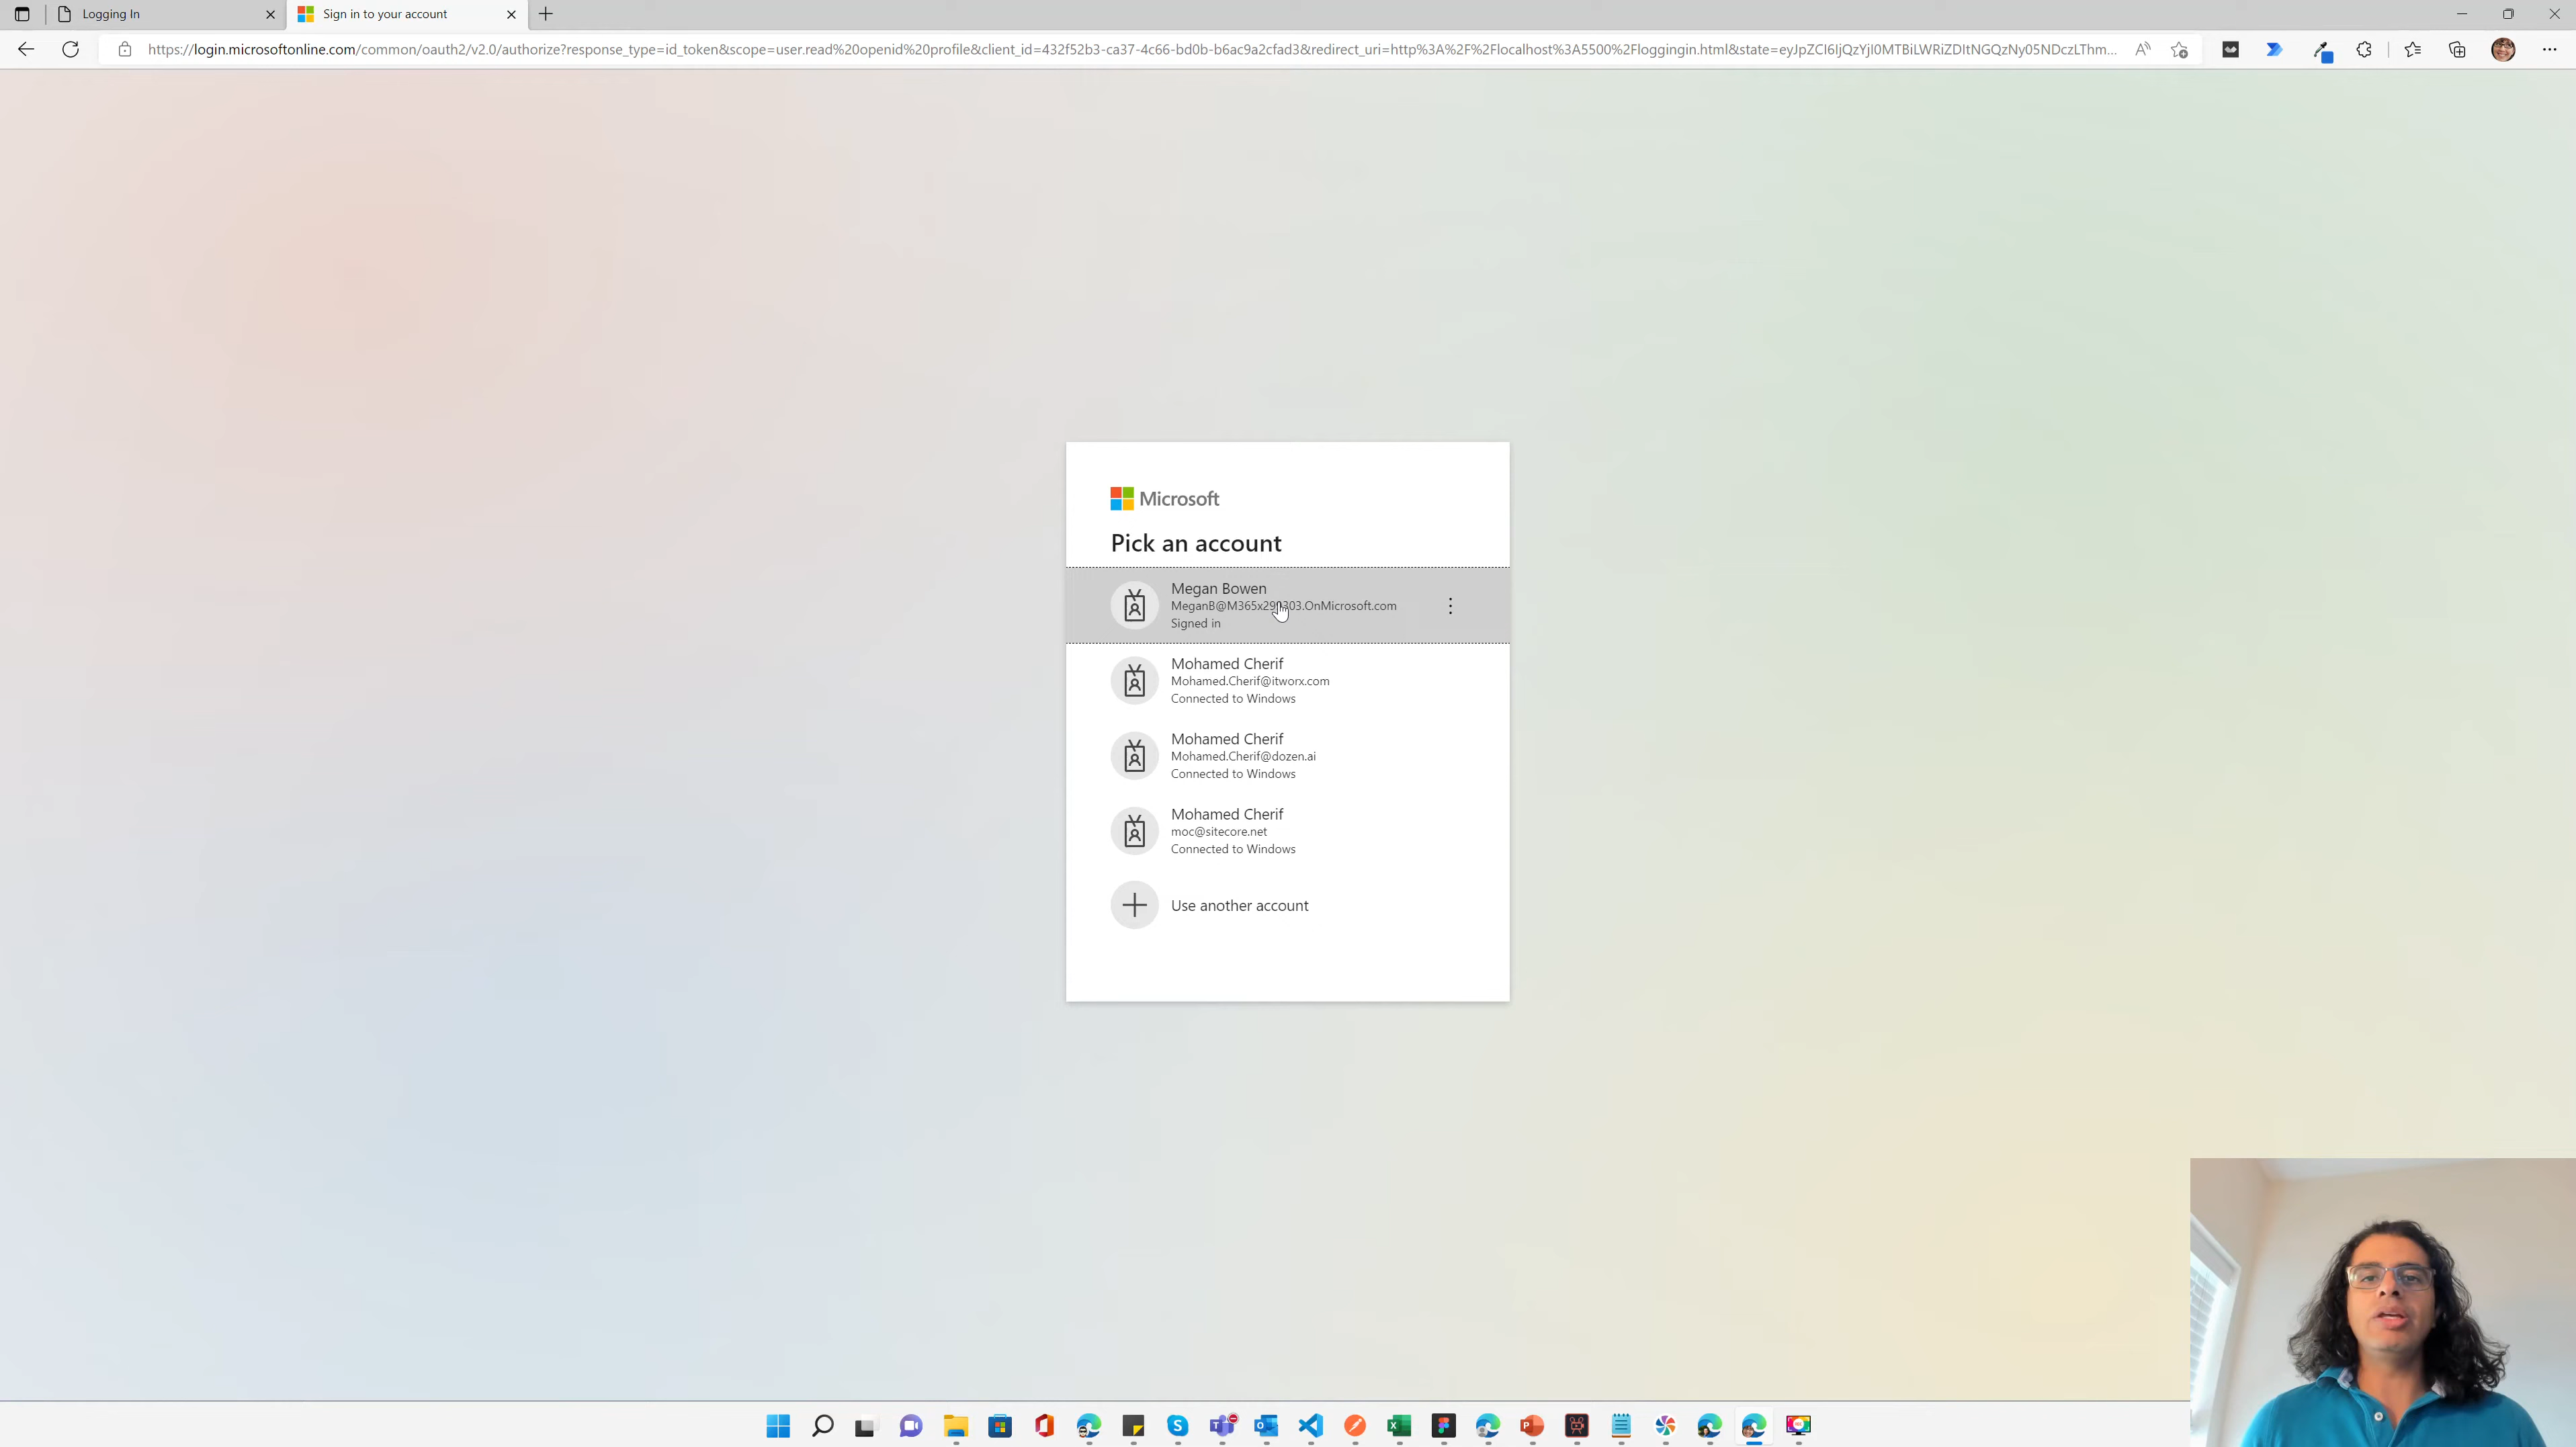 Logging In
Sign in to your account
https://login.microsoftonline.com/common/oauth2/v2.0/authorize?response_type=id_token&scope=user.read%20openid%20profile&client_id=432f52b3-ca37-4c66-bd0b-b6ac9a2cfad3&redirect_uri=http%3A%2F%2Flocalhost%3A5500%2Floggingin.html&state=eyJpZCI6IjQzYjI0MTBiLWRiZDItNGQzNy05NDczLThm...
Microsoft
Pick an account
Megan Bowen
Signed in
Mohamed Cherif
Mohamed.Cherif@itworx.com
Connected to Windows
Mohamed Cherif
Mohamed.Cherif@dozen.ai
Connected to Windows
Mohamed Cherif
moc@sitecore.net
Connected to Windows
Use another account